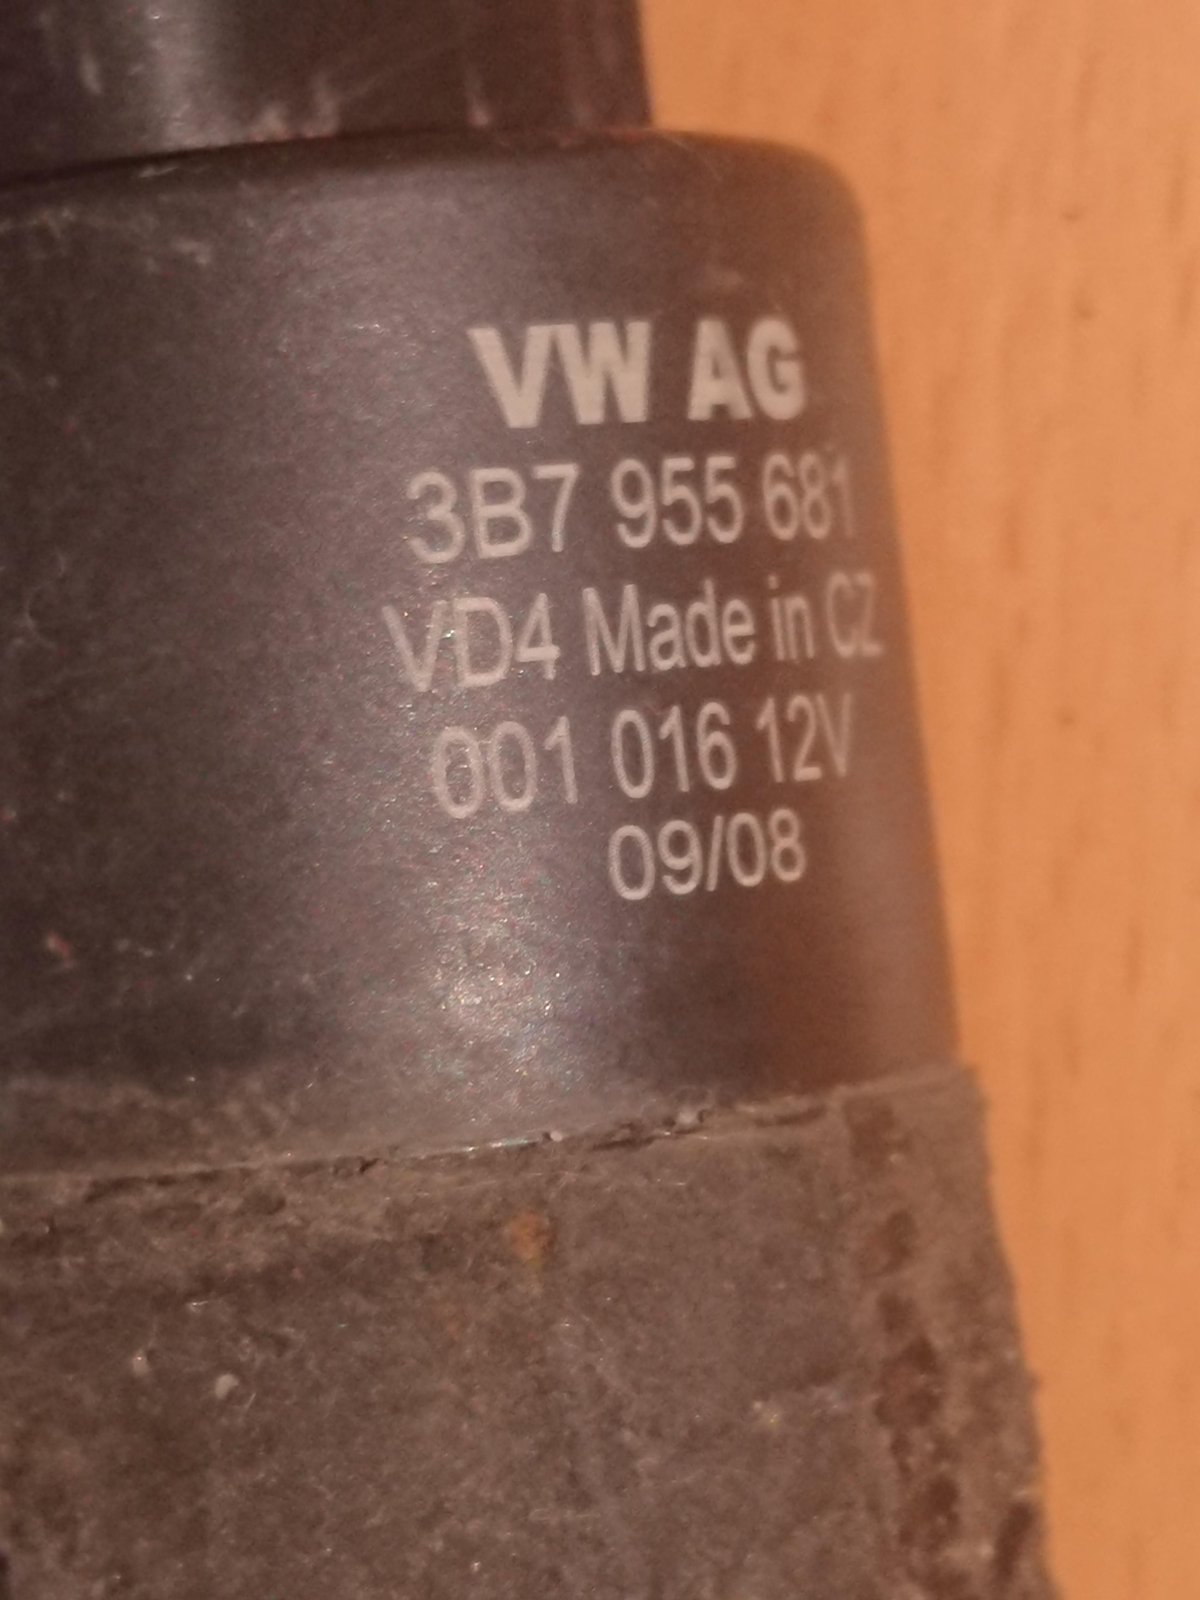 VW AG
3B7 955 681
VD4 Made in CZ
001 016 12V
09/08